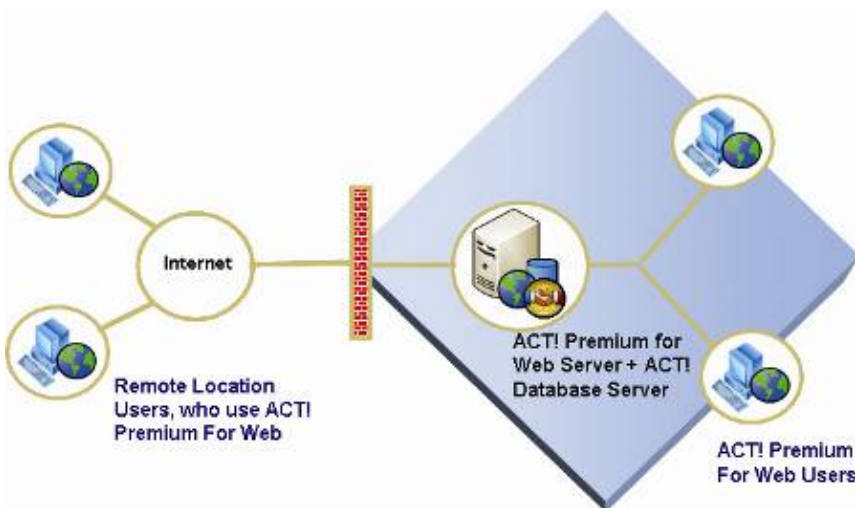 Internet
Remote Location
Users, who use ACT!
Premium For Web
ACT! Premium for
Web Server + ACT!
Database Server
ACT! Premium
For Web Users